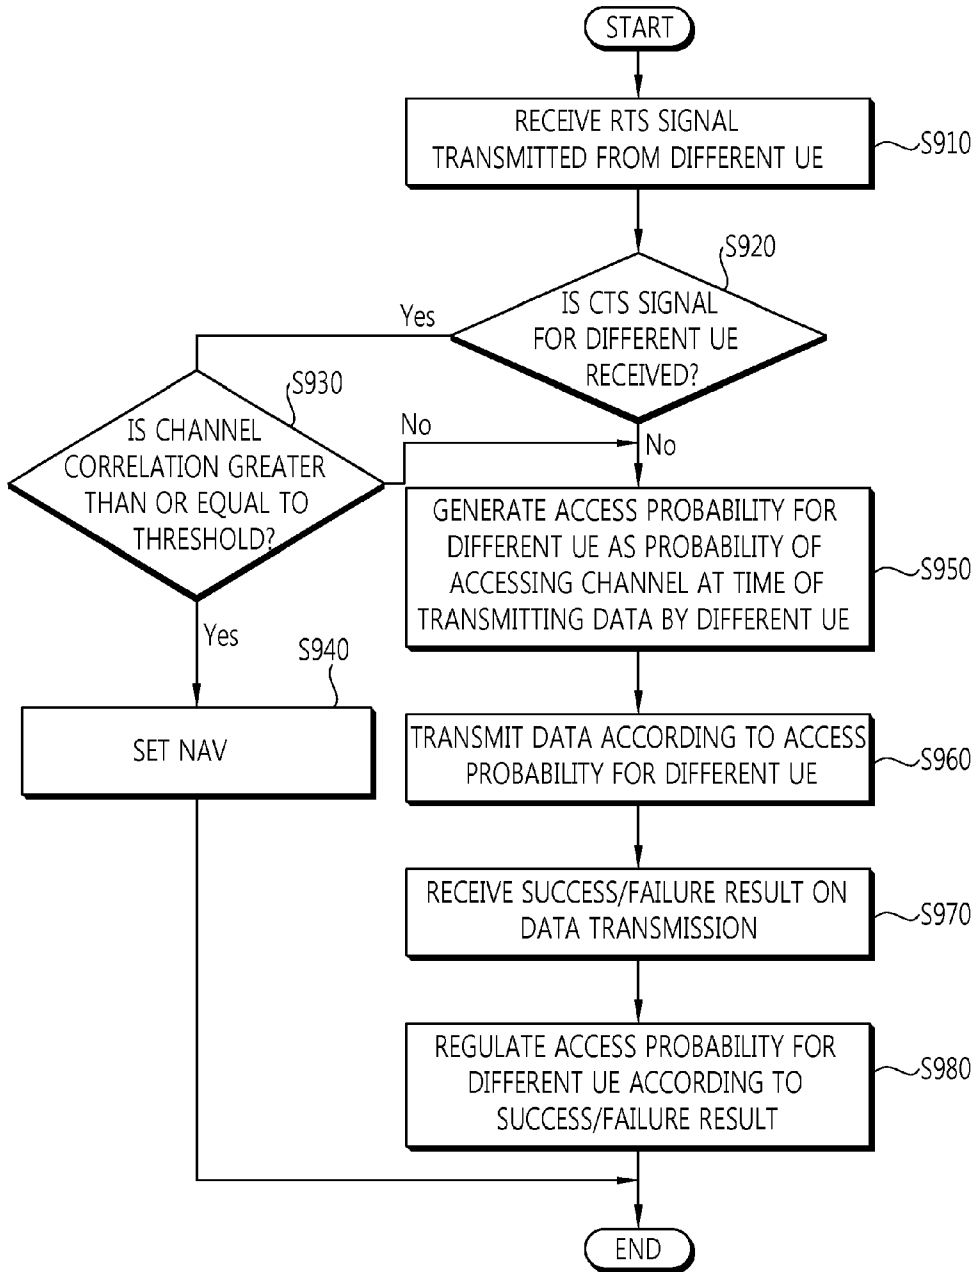 START
RECEIVE RTS SIGNAL
TRANSMITTED FROM DIFFERENT UE
S910
S920
IS CTS SIGNAL
FOR DIFFERENT UE
RECEIVED?
Yes
No
S930
IS CHANNEL
CORRELATION GREATER
THAN OR EQUAL TO
THRESHOLD?
No
Yes
S940
SET NAV
GENERATE ACCESS PROBABILITY FOR
DIFFERENT UE AS PROBABILITY OF
ACCESSING CHANNEL AT TIME OF
TRANSMITTING DATA BY DIFFERENT UE
S950
TRANSMIT DATA ACCORDING TO ACCESS
PROBABILITY FOR DIFFERENT UE
S960
RECEIVE SUCCESS/FAILURE RESULT ON
DATA TRANSMISSION
S970
REGULATE ACCESS PROBABILITY FOR
DIFFERENT UE ACCORDING TO
SUCCESS/FAILURE RESULT
S980
END